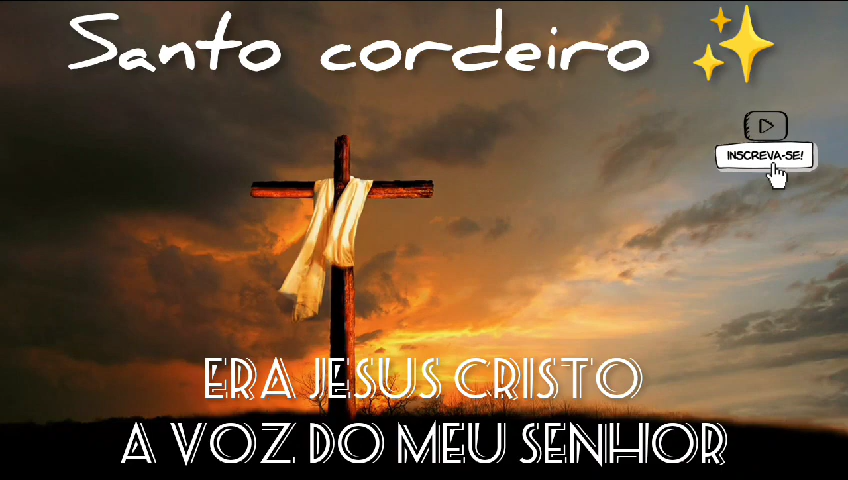 Santo cordeiro
INSCREVA-SE!
ERA JESUS CRISTO
A VOZ DO MEU SENHOR